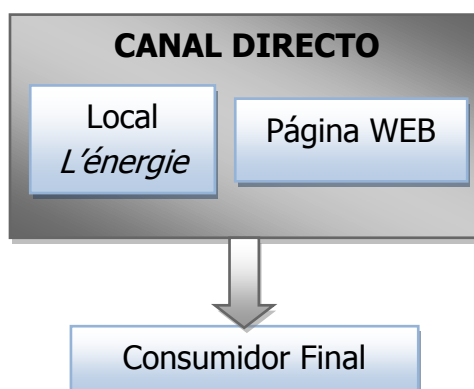 CANAL DIRECTO
Local
L’énergie
Página WEB
Consumidor Final